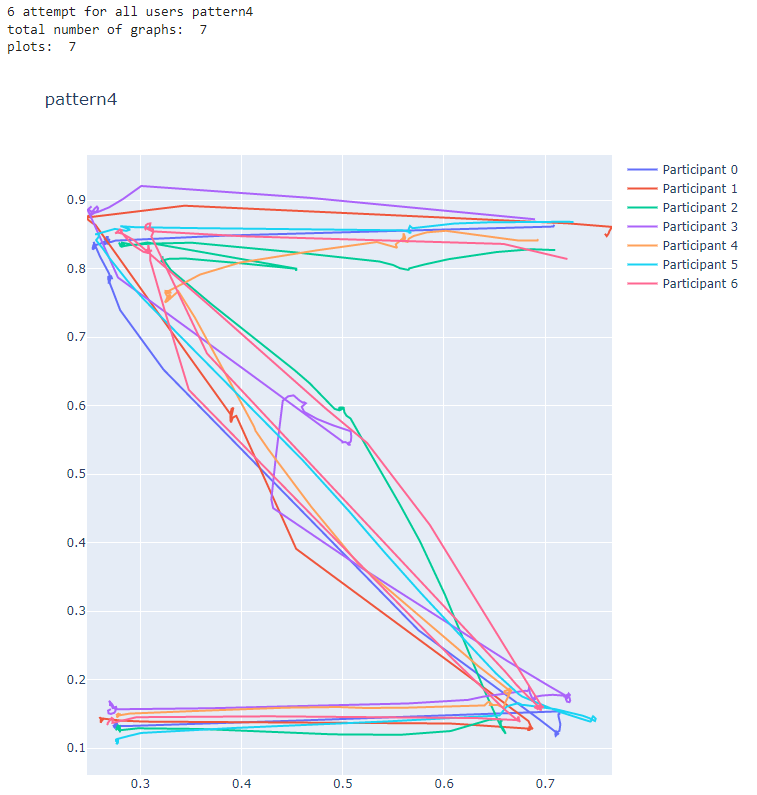 6 attempt for all users pattern4
total number of graphs:  7
plots:  7
pattern4
Participant 0
Participant 1
Participant 2
Participant 3
Participant 4
Participant 5
Participant 6
0.9
0.8
0.7
0.6
0.5
0.4
0.3
0.2
0.1
0.3 0.4 0.5 0.6 0.7